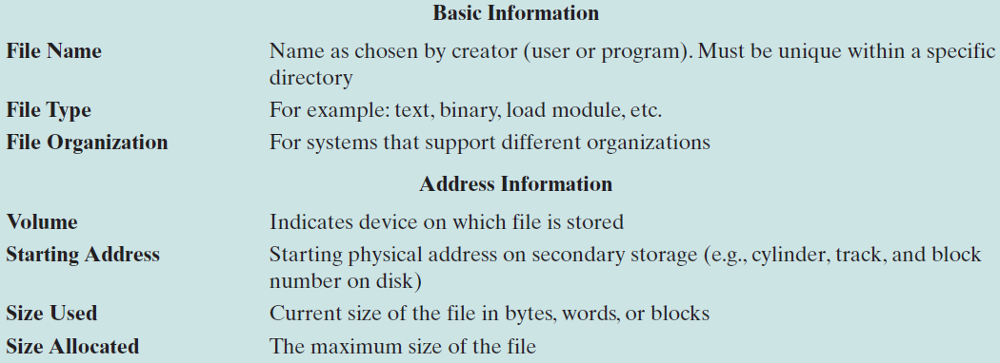 Basic Information
File Name Name as chosen by creator (user or program). Must be unique within a specific
directory
File Type For example: text, binary, load module, etc.
File Organization For systems that support different organizations
Address Information
Volume Indicates device on which file is stored
Starting Address Starting physical address on secondary storage (e.g., cylinder, track, and block
number on disk)
Size Used Current size of the file in bytes, words, or blocks
Size Allocated The maximum size of the file